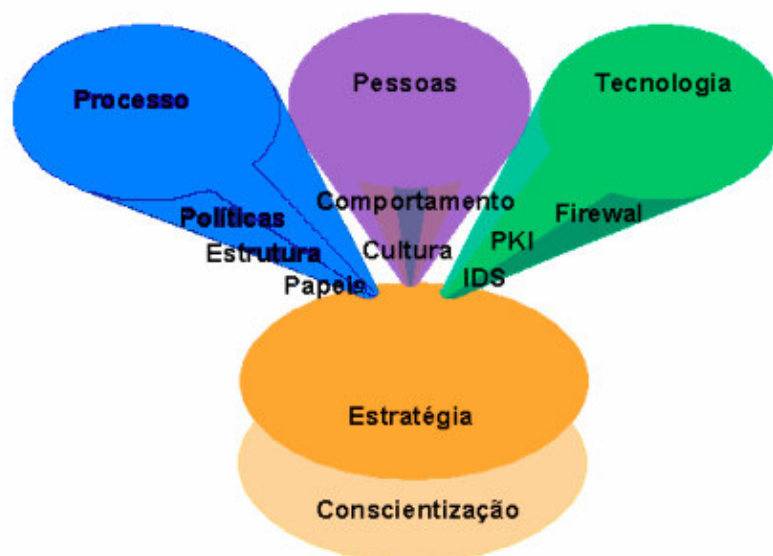 Processo
Pessoas
Tecnologia
Políticas
Estrutura
Papeis
Comportamento
Cultura
Firewal
PKI
IDS
Estratégia
Conscientização